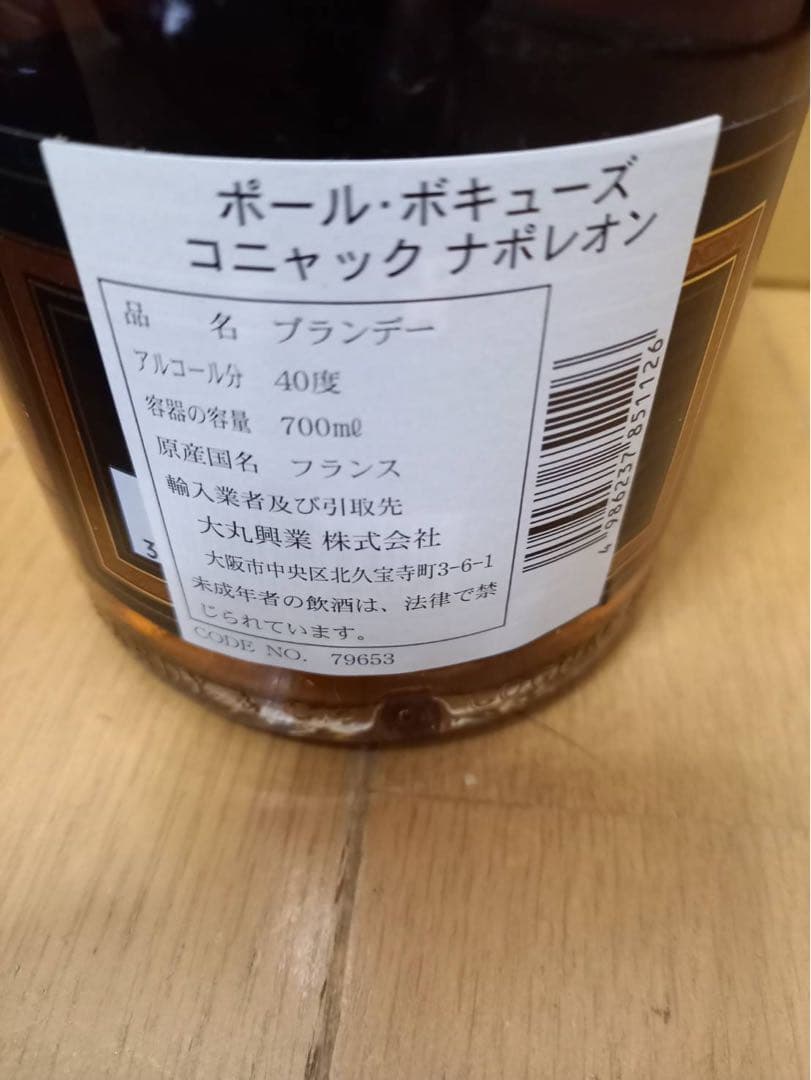 ポール・ボキューズ
コニャック ナポレオン
品 名 ブランデー
アルコール分 40度
容器の容量 700㎖
原産国名 フランス
輸入業者及び引取先
大丸興業 株式会社
大阪市中央区北久宝寺町3-6-1
未成年者の飲酒は、法律で禁
じられています。
CODE NO. 79653
4 986237 851126
3